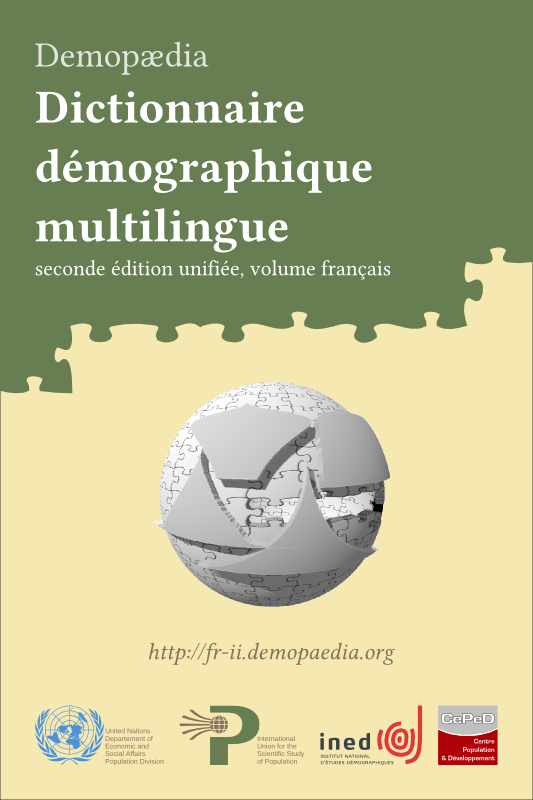 Demopædia
Dictionnaire
démographique
multilingue
seconde édition unifiée, volume français
http://fr-ii.demopaedia.org
United Nations
Departement of
Economic and
Social Affairs
Population Division
P
International
Union for the
Scientific Study
of Population
ined
INSTITUT NATIONAL
D'ÉTUDES DÉMOGRAPHIQUES
CePeD
Centre
Population
& Développement